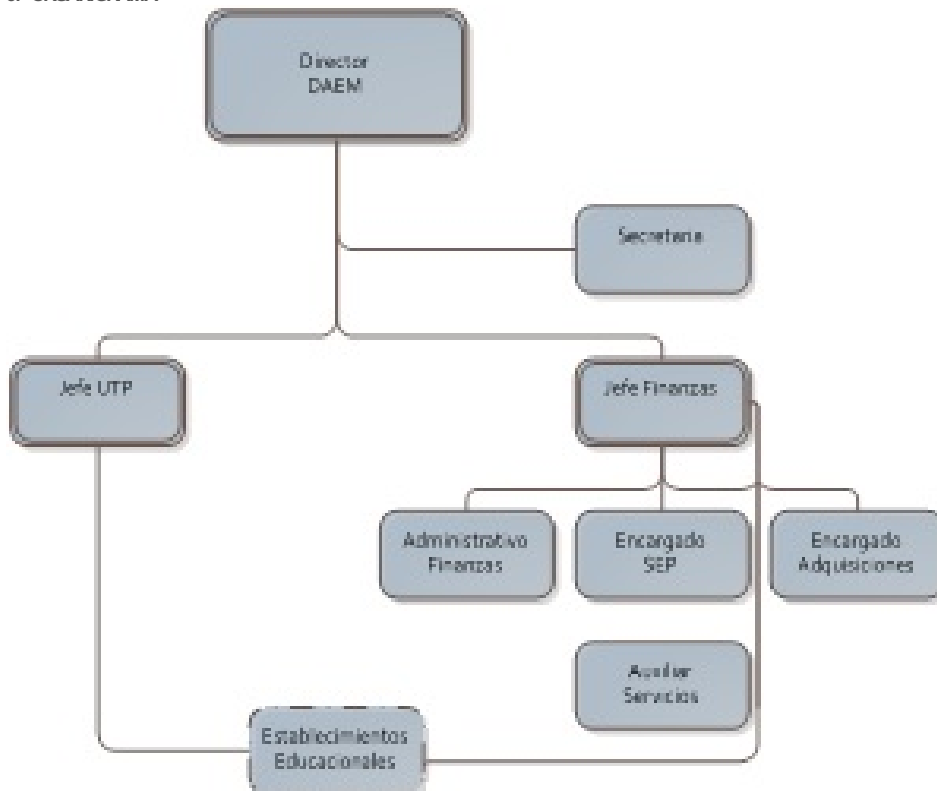 Director
DAEM
Secretaria
Jefe UTP
Jefe Finanzas
Administrativo
Finanzas
Encargado
SEP
Encargado
Adquisiciones
Auxiliar
Servicios
Establecimientos
Educacionales